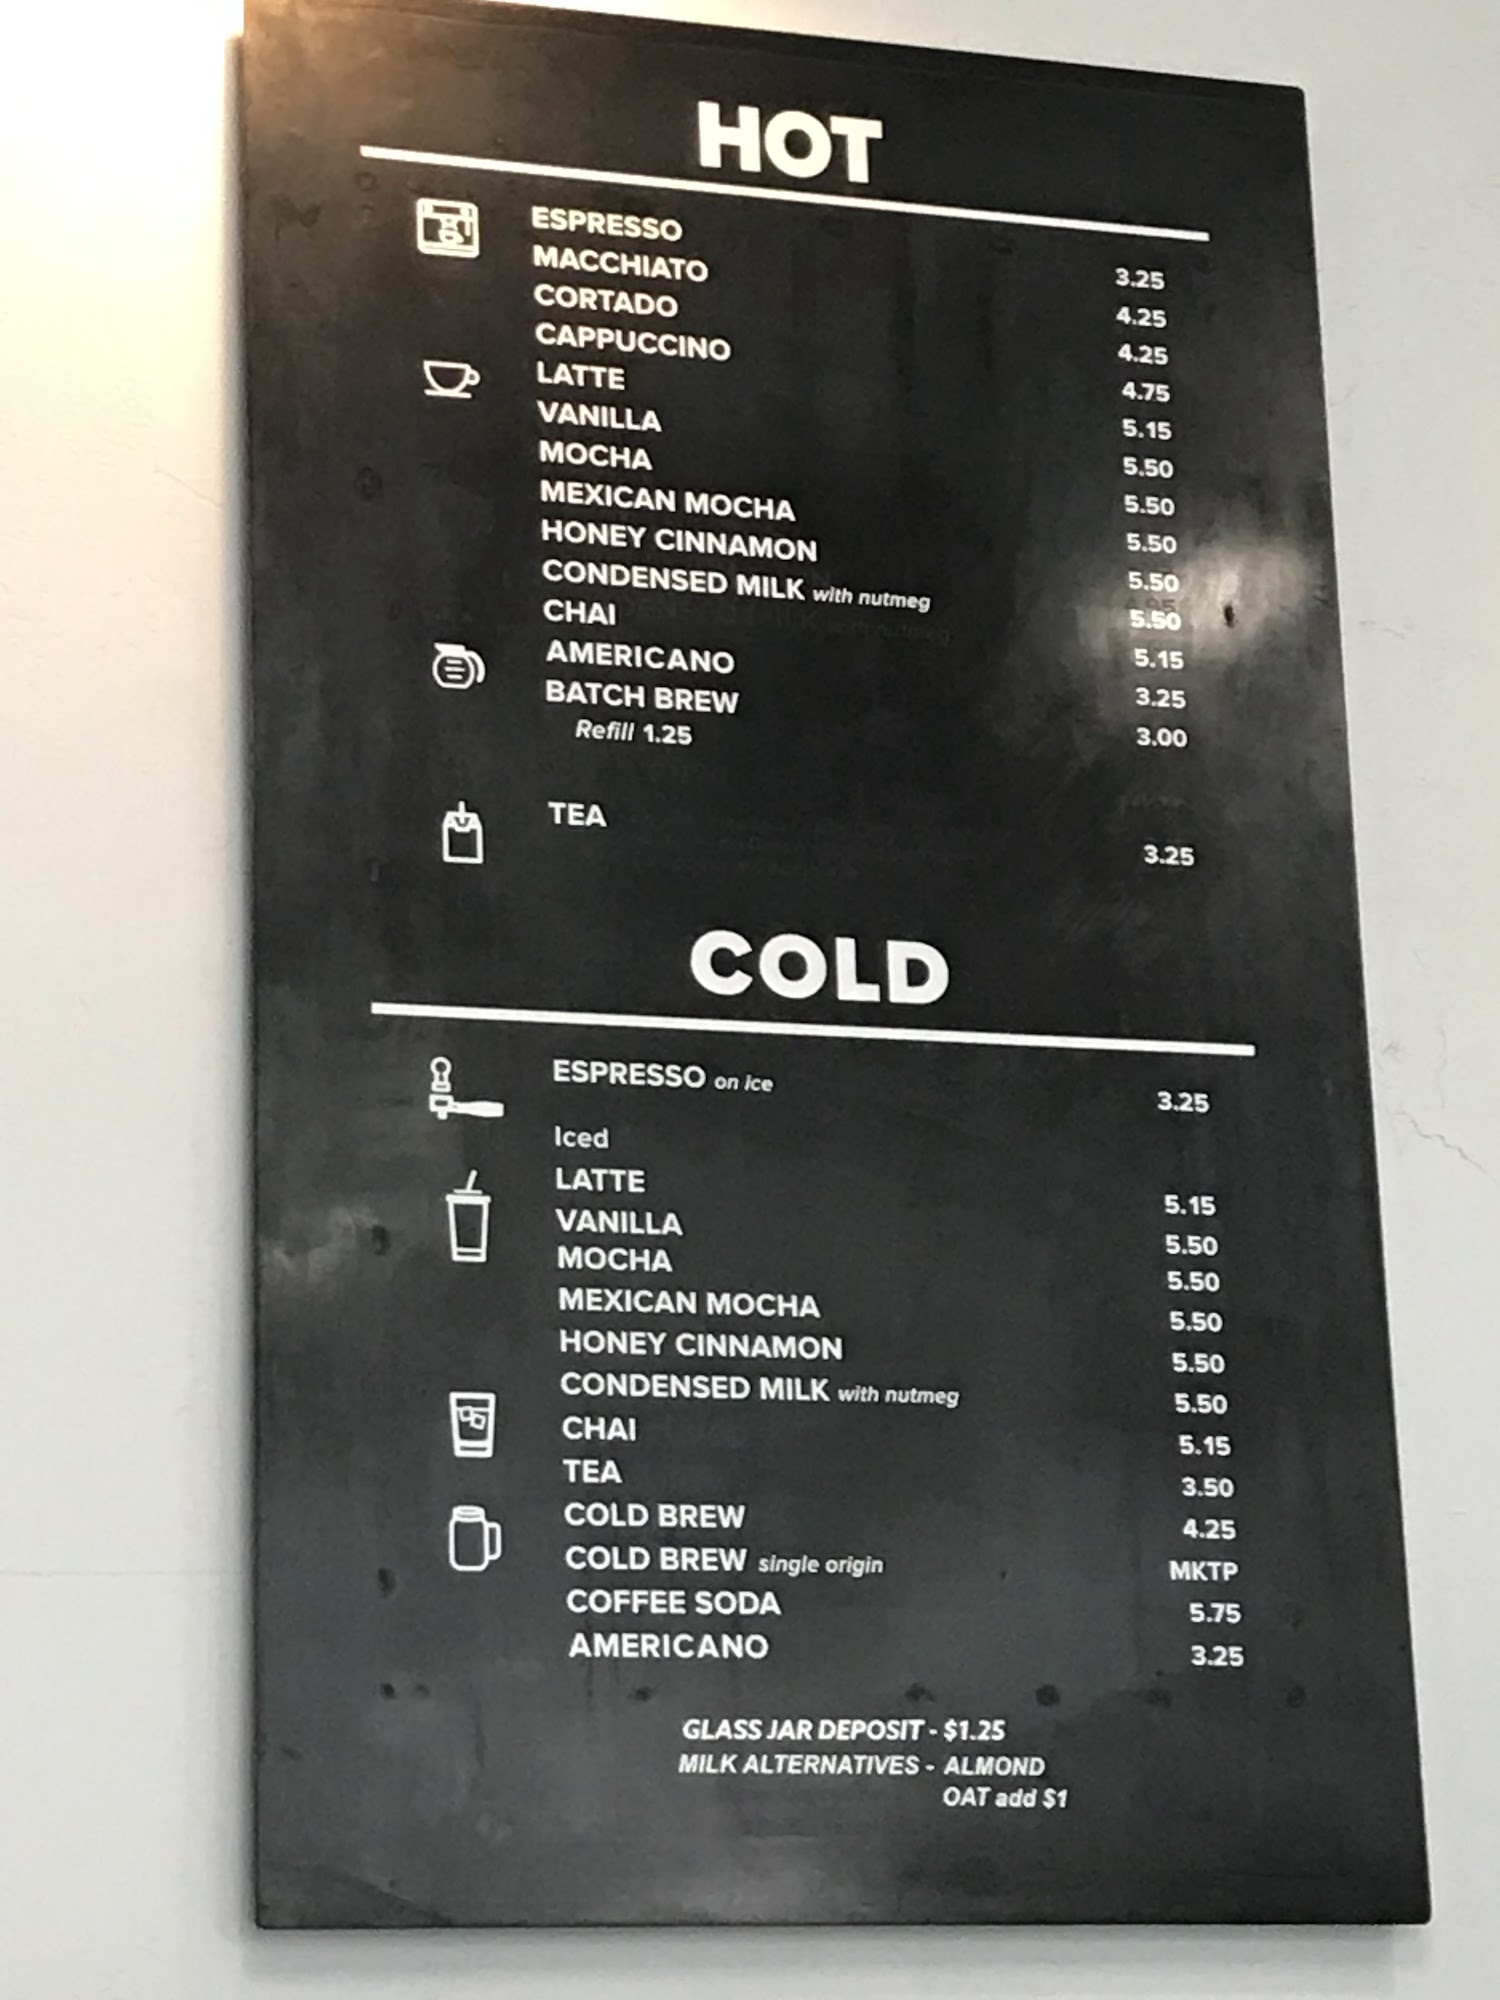 HOT
ESPRESSO 3.25
MACCHIATO 4.25
CORTADO 4.25
CAPPUCCINO 4.75
LATTE 5.15
VANILLA 5.50
MOCHA 5.50
MEXICAN MOCHA 5.50
HONEY CINNAMON 5.50
CONDENSED MILK with nutmeg 5.50
CHAI 5.15
AMERICANO 3.25
BATCH BREW 3.00
Refill 1.25
TEA 3.25
COLD
ESPRESSO on ice 3.25
Iced
LATTE 5.15
VANILLA 5.50
MOCHA 5.50
MEXICAN MOCHA 5.50
HONEY CINNAMON 5.50
CONDENSED MILK with nutmeg 5.50
CHAI 5.15
TEA 3.50
COLD BREW 4.25
COLD BREW single origin MKTP
COFFEE SODA 5.75
AMERICANO 3.25
GLASS JAR DEPOSIT - $1.25
MILK ALTERNATIVES - ALMOND
OAT add $1